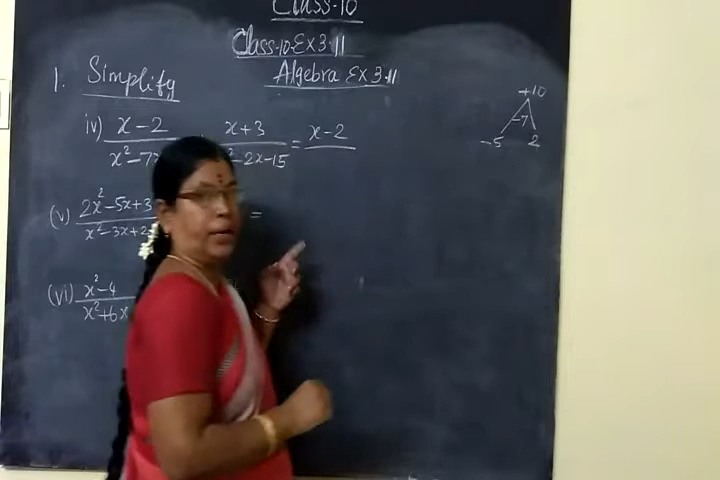 Class-10
Class-10-Ex 3.11
Algebra Ex 3.11
1. Simplify
+10
-7
-5 2
iv) x-2 x+3 = x-2
x²-7x ²-2x-15
(v) 2x²-5x+3 =
x²-3x+2
(vi) x²-4
x²+6x